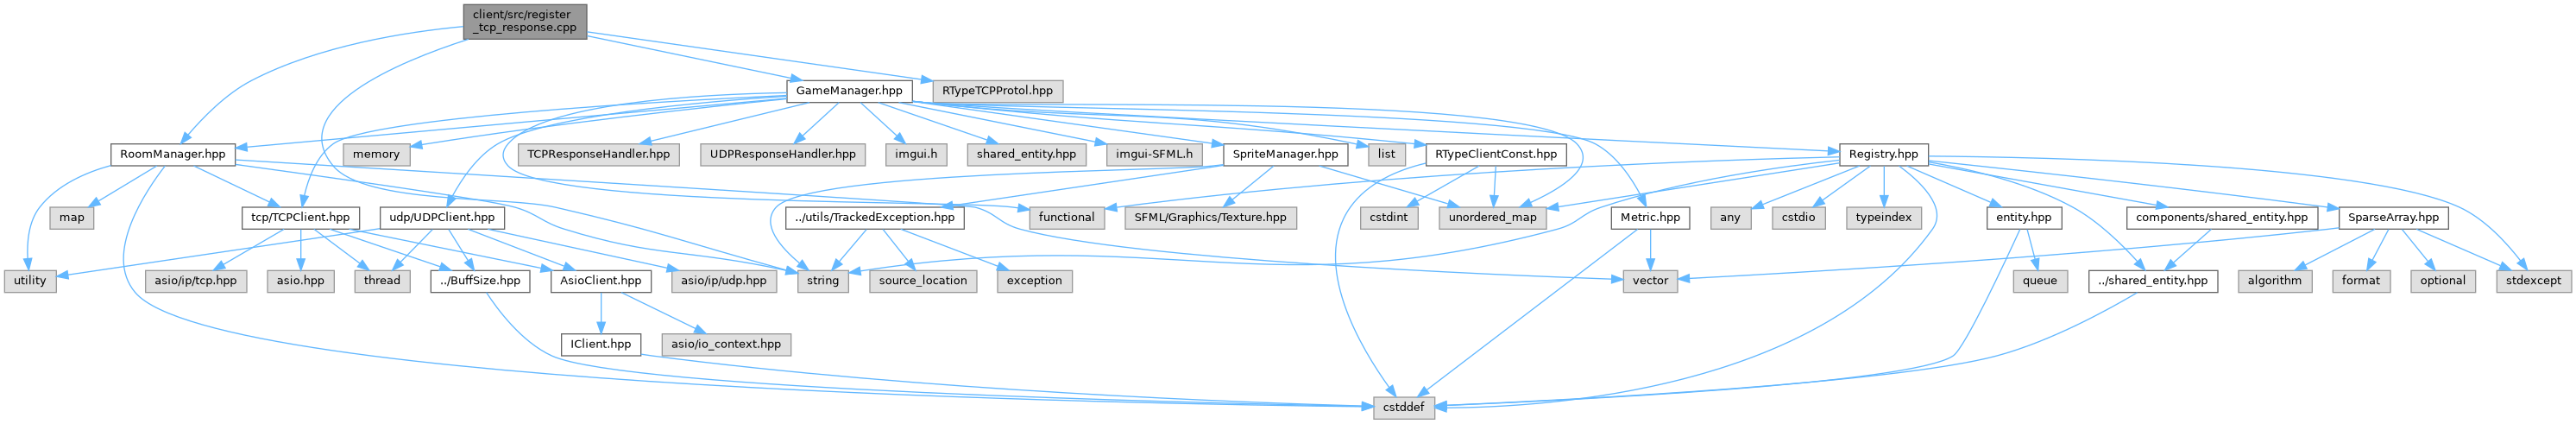 client/src/register
_tcp_response.cpp
GameManager.hpp
RTypeTCPProtol.hpp
RoomManager.hpp
memory
TCPResponseHandler.hpp
UDPResponseHandler.hpp
imgui.h
shared_entity.hpp
imgui-SFML.h
SpriteManager.hpp
list
RTypeClientConst.hpp
Registry.hpp
map
tcp/TCPClient.hpp
udp/UDPClient.hpp
../utils/TrackedException.hpp
functional
SFML/Graphics/Texture.hpp
cstdint
unordered_map
Metric.hpp
any
cstdio
typeindex
entity.hpp
components/shared_entity.hpp
SparseArray.hpp
utility
asio/ip/tcp.hpp
asio.hpp
thread
../BuffSize.hpp
AsioClient.hpp
asio/ip/udp.hpp
string
source_location
exception
vector
queue
../shared_entity.hpp
algorithm
format
optional
stdexcept
IClient.hpp
asio/io_context.hpp
cstddef